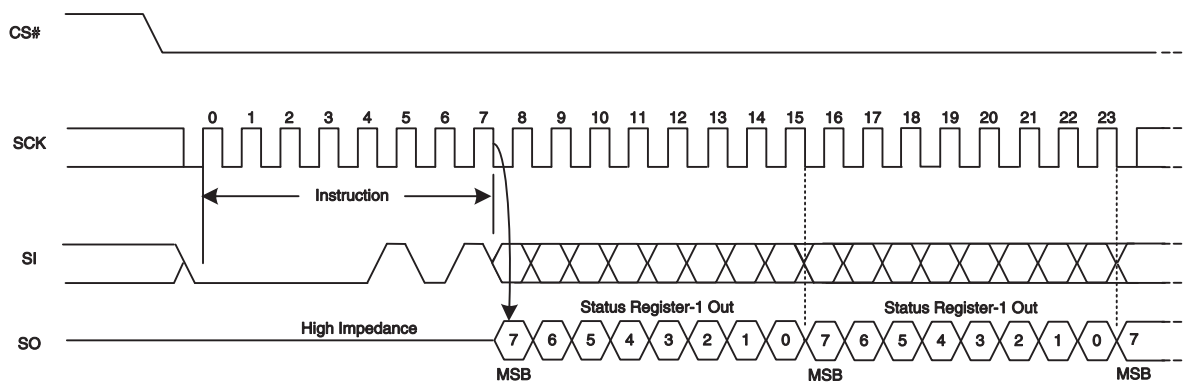 CS#
0 1 2 3 4 5 6 7 8 9 10 11 12 13 14 15 16 17 18 19 20 21 22 23
SCK
Instruction
SI
Status Register-1 Out Status Register-1 Out
High Impedance
SO 7 6 5 4 3 2 1 0 7 6 5 4 3 2 1 0 7
MSB MSB MSB